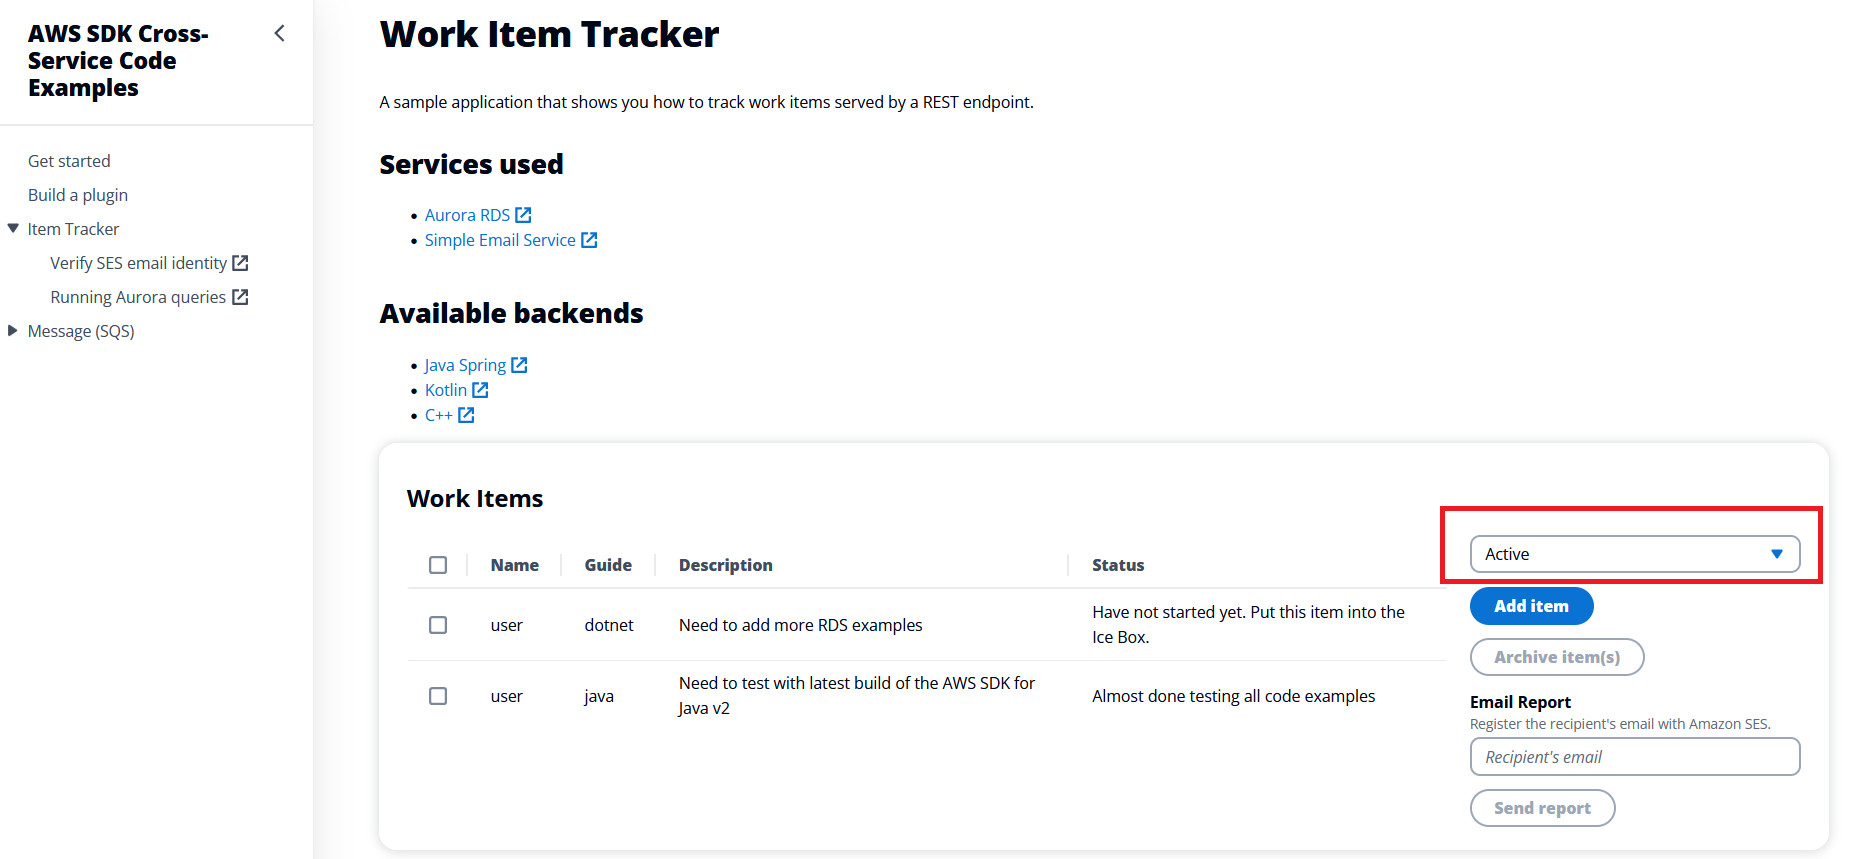 AWS SDK Cross-
Service Code
Examples
Get started
Build a plugin
Item Tracker
Verify SES email identity
Running Aurora queries
Message (SQS)
Work Item Tracker
A sample application that shows you how to track work items served by a REST endpoint.
Services used
• Aurora RDS
• Simple Email Service
Available backends
• Java Spring
• Kotlin
• C++
Work Items
Name Guide Description Status
user dotnet Need to add more RDS examples Have not started yet. Put this item into the
Ice Box.
user java Need to test with latest build of the AWS SDK for
Java v2 Almost done testing all code examples
Active
Add item
Archive item(s)
Email Report
Register the recipient's email with Amazon SES.
Recipient's email
Send report